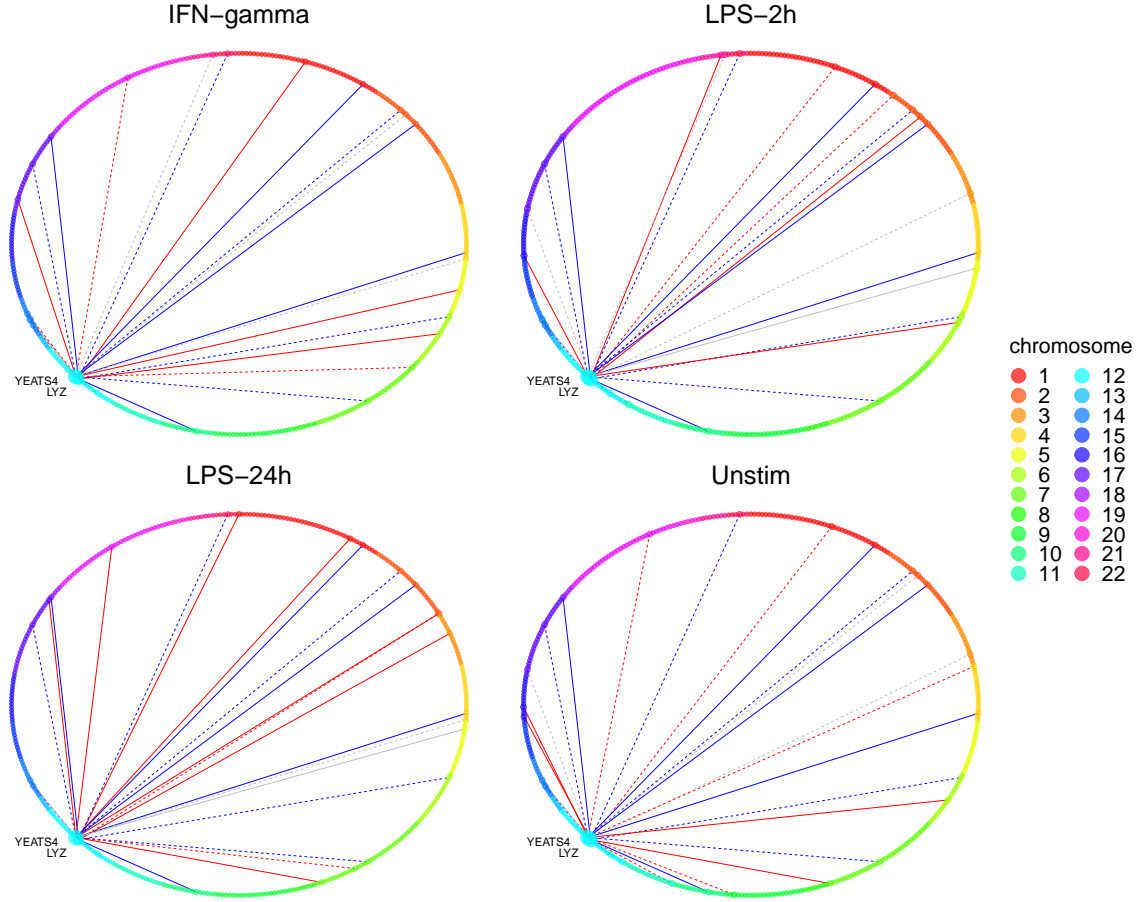 IFN−gamma
LPS−2h
YEATS4
LYZ
YEATS4
LYZ
LPS−24h
Unstim
YEATS4
LYZ
YEATS4
LYZ
chromosome
1 12
2 13
3 14
4 15
5 16
6 17
7 18
8 19
9 20
10 21
11 22